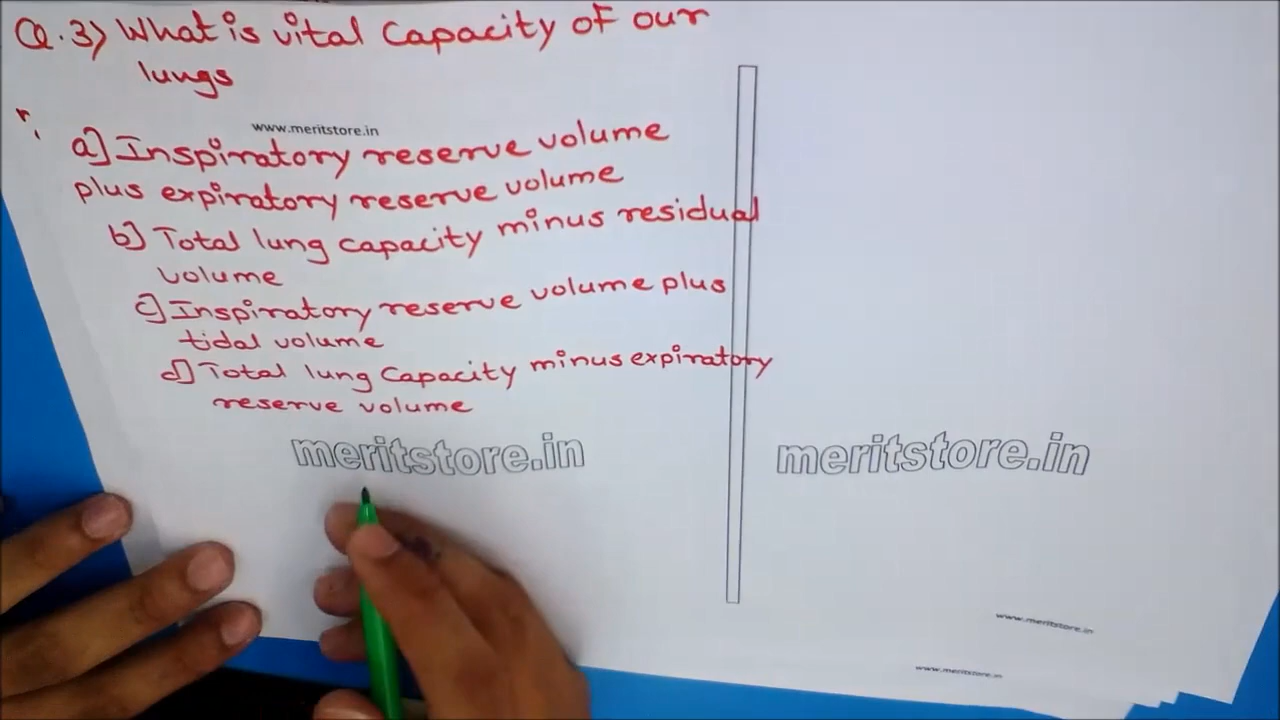 Q.3) What is vital capacity of our
lungs
www.meritstore.in
a] Inspiratory reserve volume
plus expiratory reserve volume
b] Total lung capacity minus residual
volume
c] Inspiratory reserve volume plus
tidal volume
d] Total lung Capacity minus expiratory
reserve volume
meritstore.in
meritstore.in
www.meritstore.in
www.meritstore.in